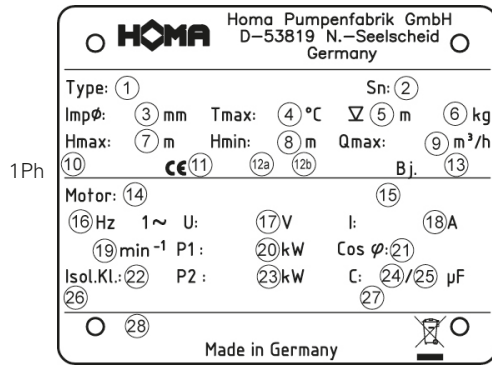 HOMA
Homa Pumpenfabrik GmbH
D-53819 N.-Seelscheid
Germany
Type: 1 Sn: 2
Impø: 3 mm Tmax: 4 °C 5 m 6 kg
Hmax: 7 m Hmin: 8 m Qmax: 9 m³/h
1Ph
10 CE 11 12a 12b Bj. 13
Motor: 14 15
16 Hz 1~ U: 17 V I: 18 A
19 min⁻¹ P1: 20 kW Cos φ: 21
Isol.Kl.: 22 P2: 23 kW C: 24/25 µF
26 27
28
Made in Germany